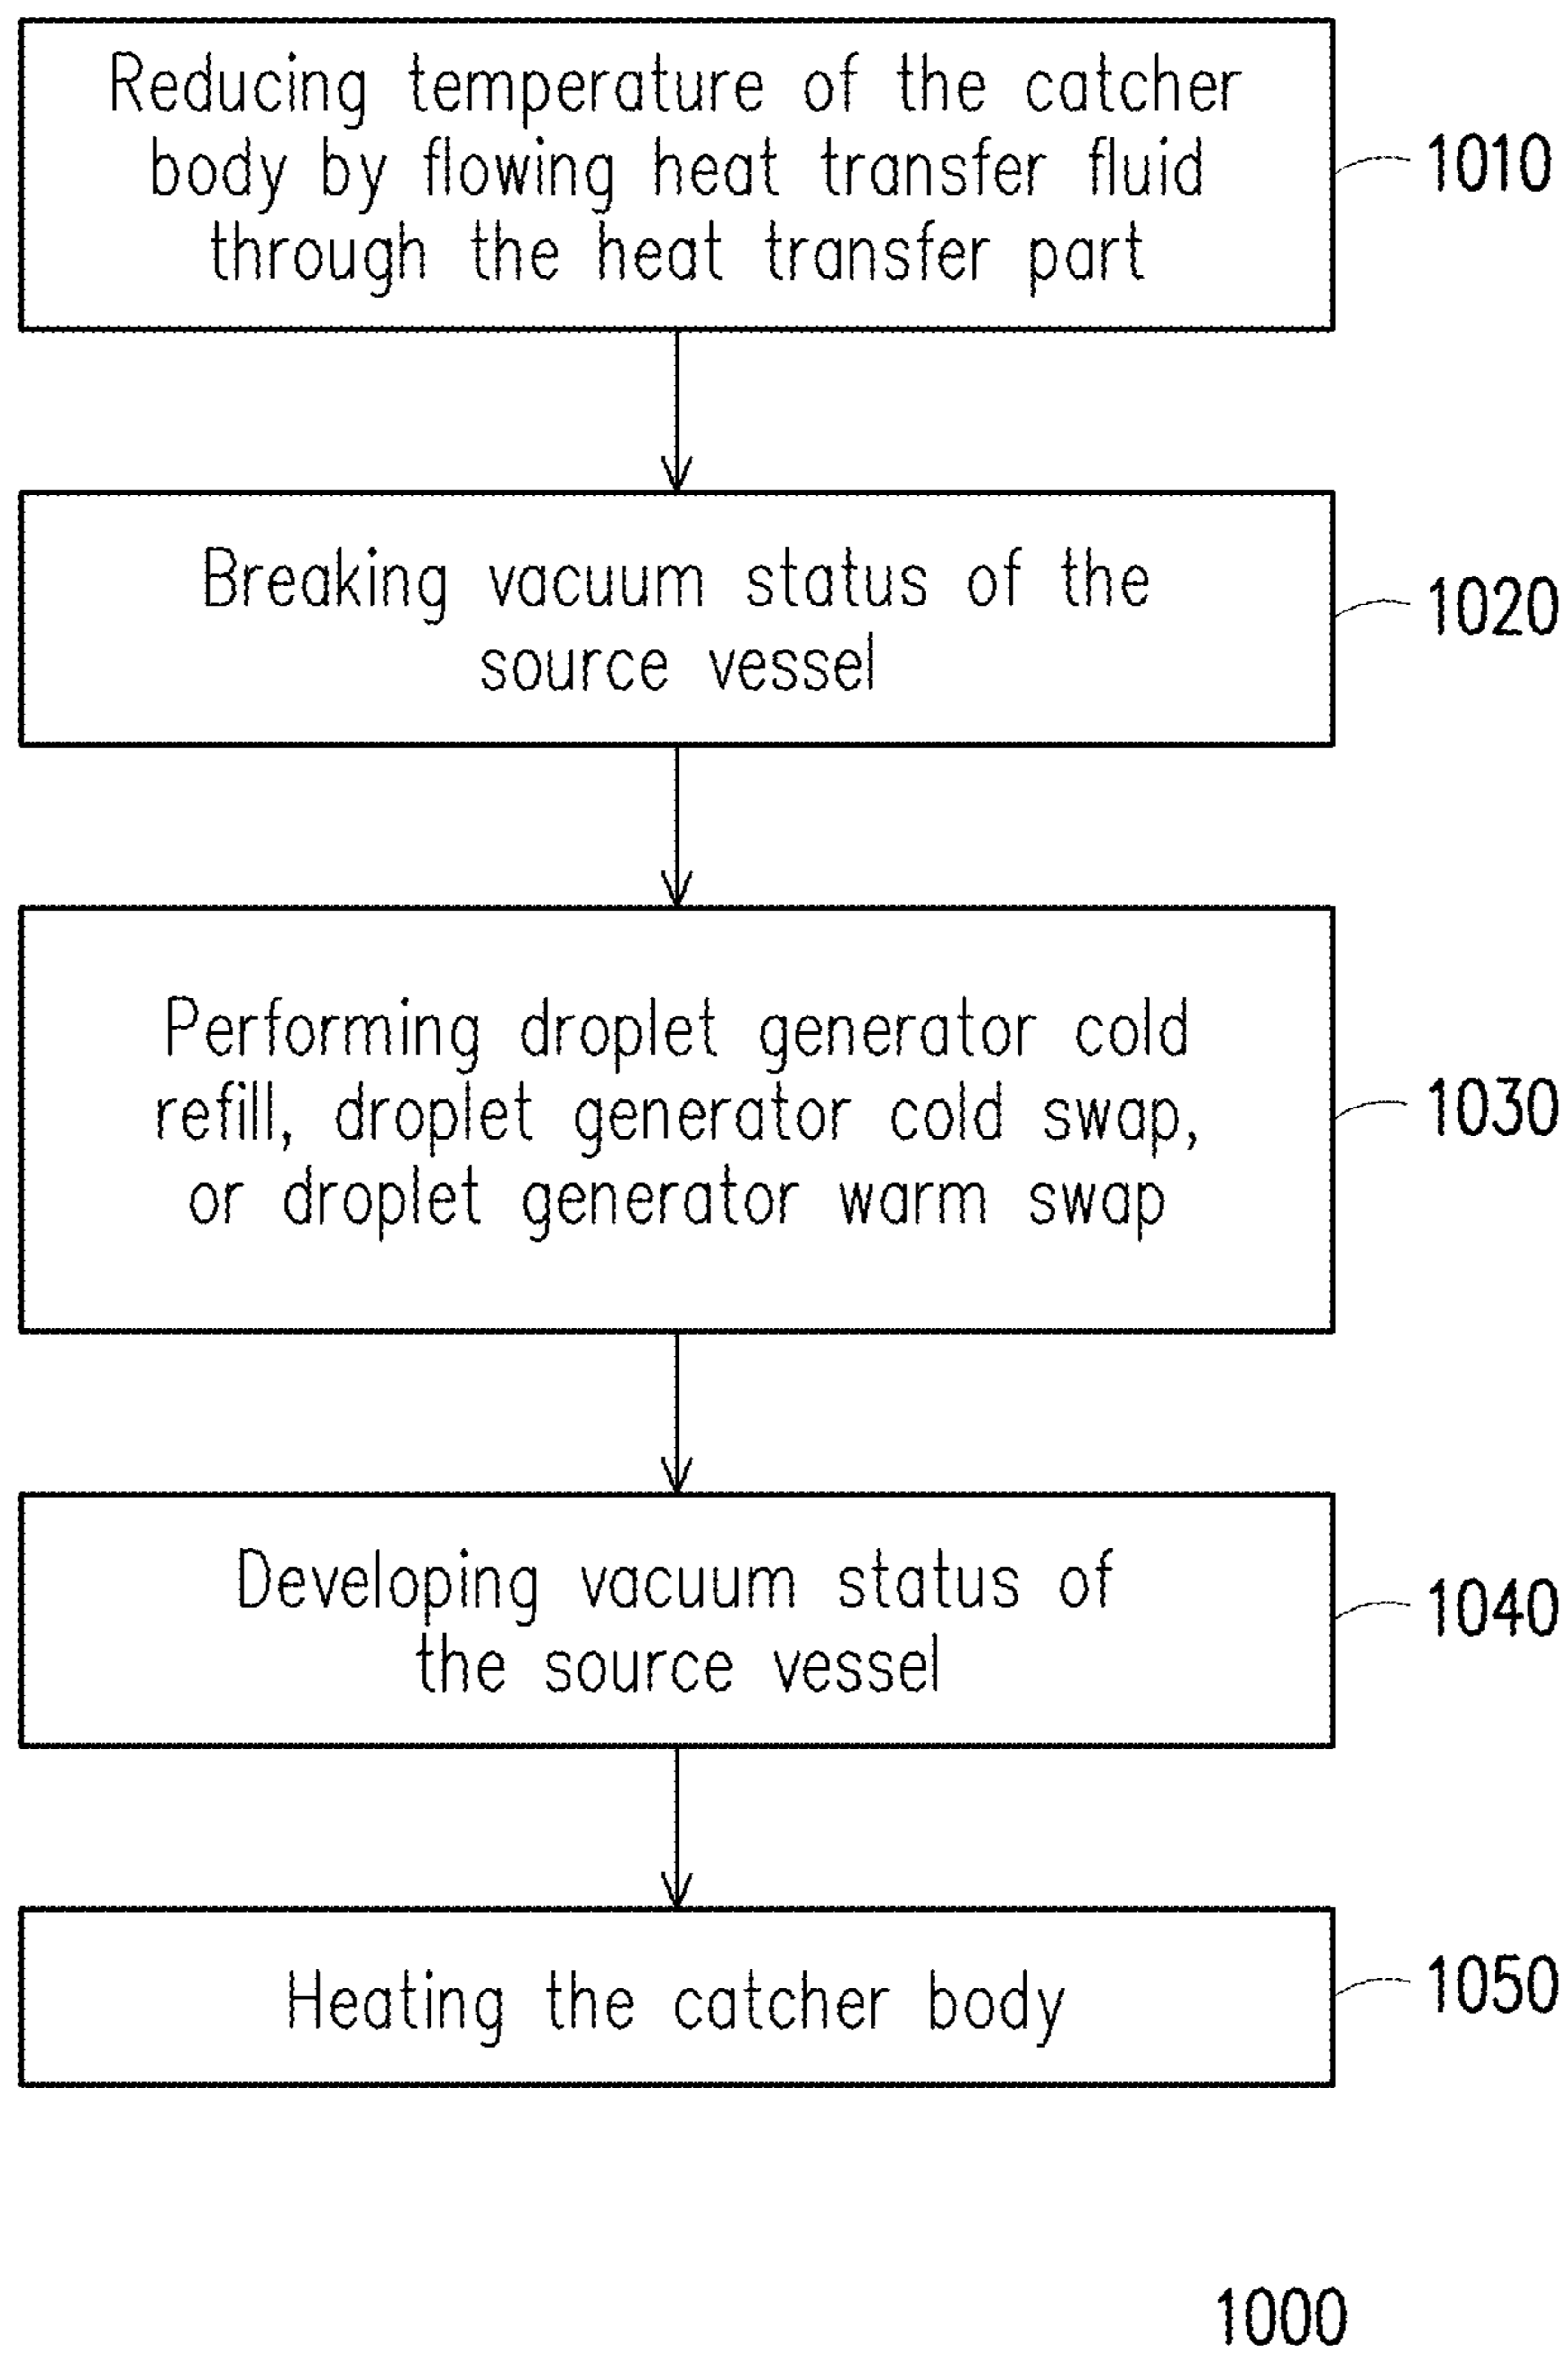 Reducing temperature of the catcher
body by flowing heat transfer fluid
through the heat transfer part
1010
Breaking vacuum status of the
source vessel
1020
Performing droplet generator cold
refill, droplet generator cold swap,
or droplet generator warm swap
1030
Developing vacuum status of
the source vessel
1040
Heating the catcher body
1050
1000